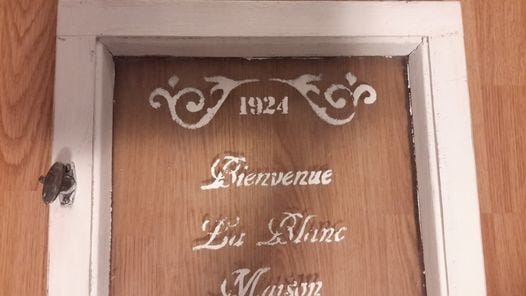 1924
Bienvenue
La Blanc
Maison